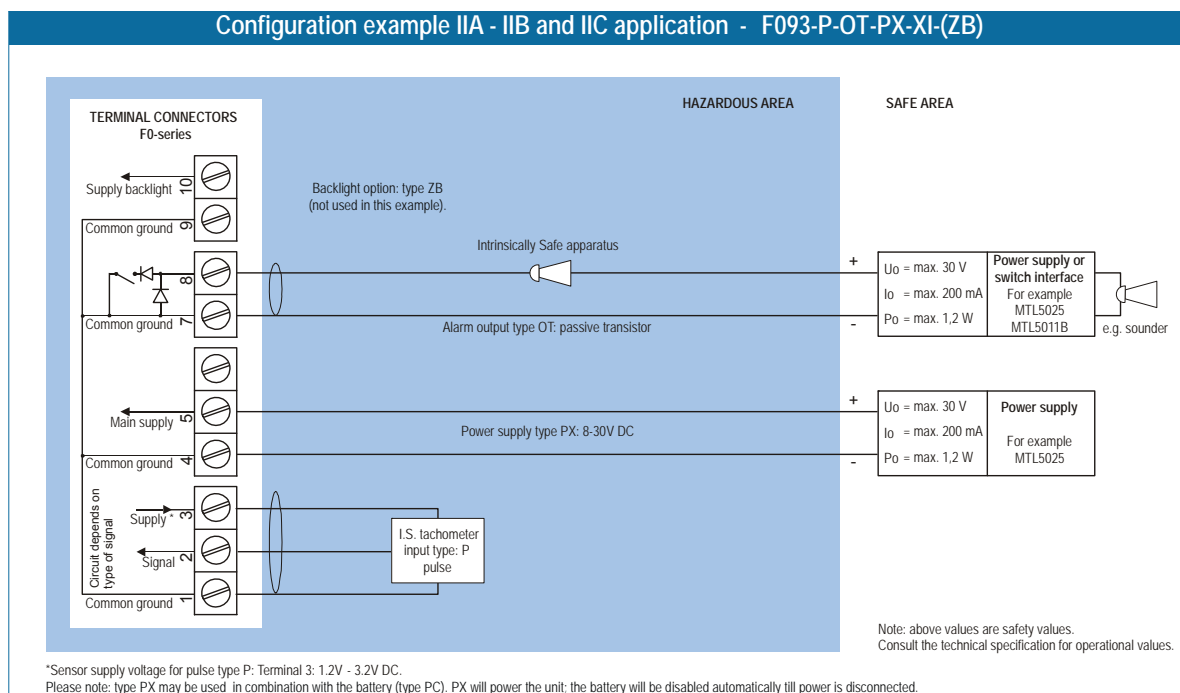 Configuration example IIA - IIB and IIC application - F093-P-OT-PX-XI-(ZB)
HAZARDOUS AREA
SAFE AREA
TERMINAL CONNECTORS
F0-series
Supply backlight
10
Common ground
9
8
Common ground
7
Main supply
5
Common ground
4
Circuit depends on
type of signal
Supply *
3
Signal
2
Common ground
1
Backlight option: type ZB
(not used in this example).
Intrinsically Safe apparatus
Alarm output type OT: passive transistor
+
-
Uo = max. 30 V
Io = max. 200 mA
Po = max. 1,2 W
Power supply or
switch interface
For example
MTL5025
MTL5011B
e.g. sounder
Power supply type PX: 8-30V DC
+
-
Uo = max. 30 V
Io = max. 200 mA
Po = max. 1,2 W
Power supply
For example
MTL5025
I.S. tachometer
input type: P
pulse
Note: above values are safety values.
Consult the technical specification for operational values.
*Sensor supply voltage for pulse type P: Terminal 3: 1.2V - 3.2V DC.
Please note: type PX may be used in combination with the battery (type PC). PX will power the unit; the battery will be disabled automatically till power is disconnected.